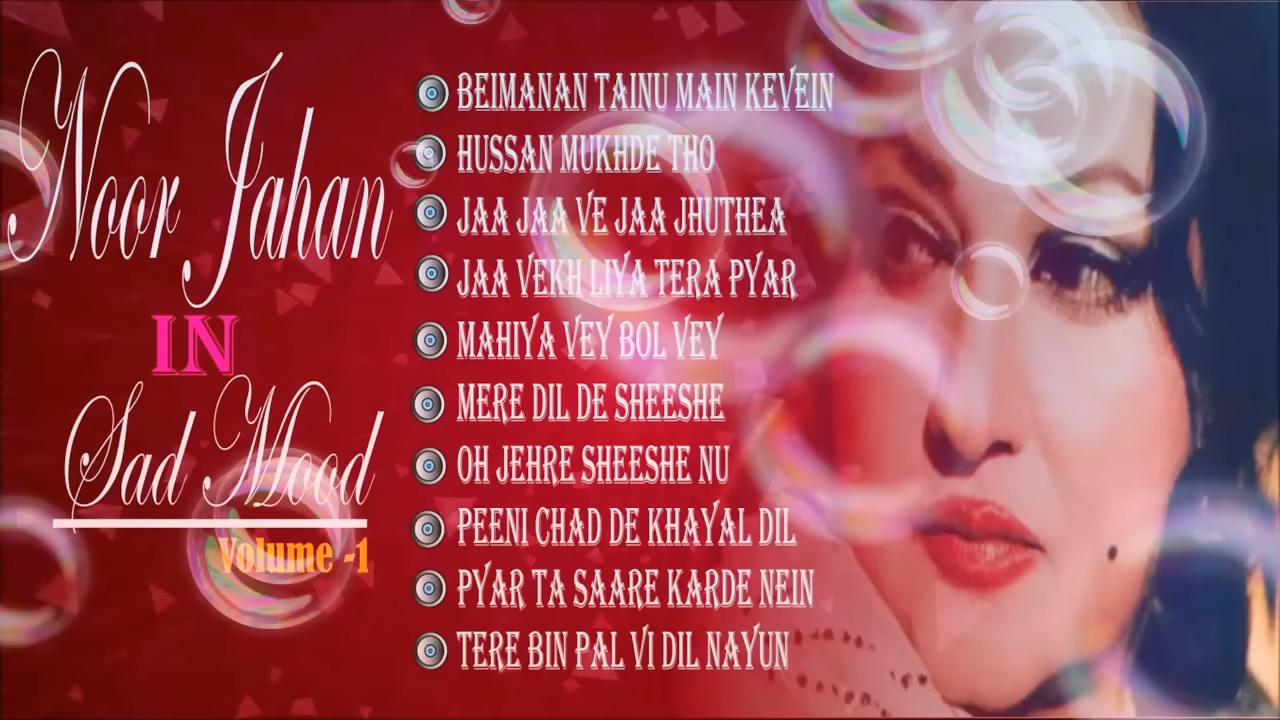 Noor Jahan
IN
Sad Mood
Volume -1
BEIMANAN TAINU MAIN KEVEIN
HUSSAN MUKHDE THO
JAA JAA VE JAA JHUTHEA
JAA VEKH LIYA TERA PYAR
MAHIYA VEY BOL VEY
MERE DIL DE SHEESHE
OH JEHRE SHEESHE NU
PEENI CHAD DE KHAYAL DIL
PYAR TA SAARE KARDE NEIN
TERE BIN PAL VI DIL NAYUN